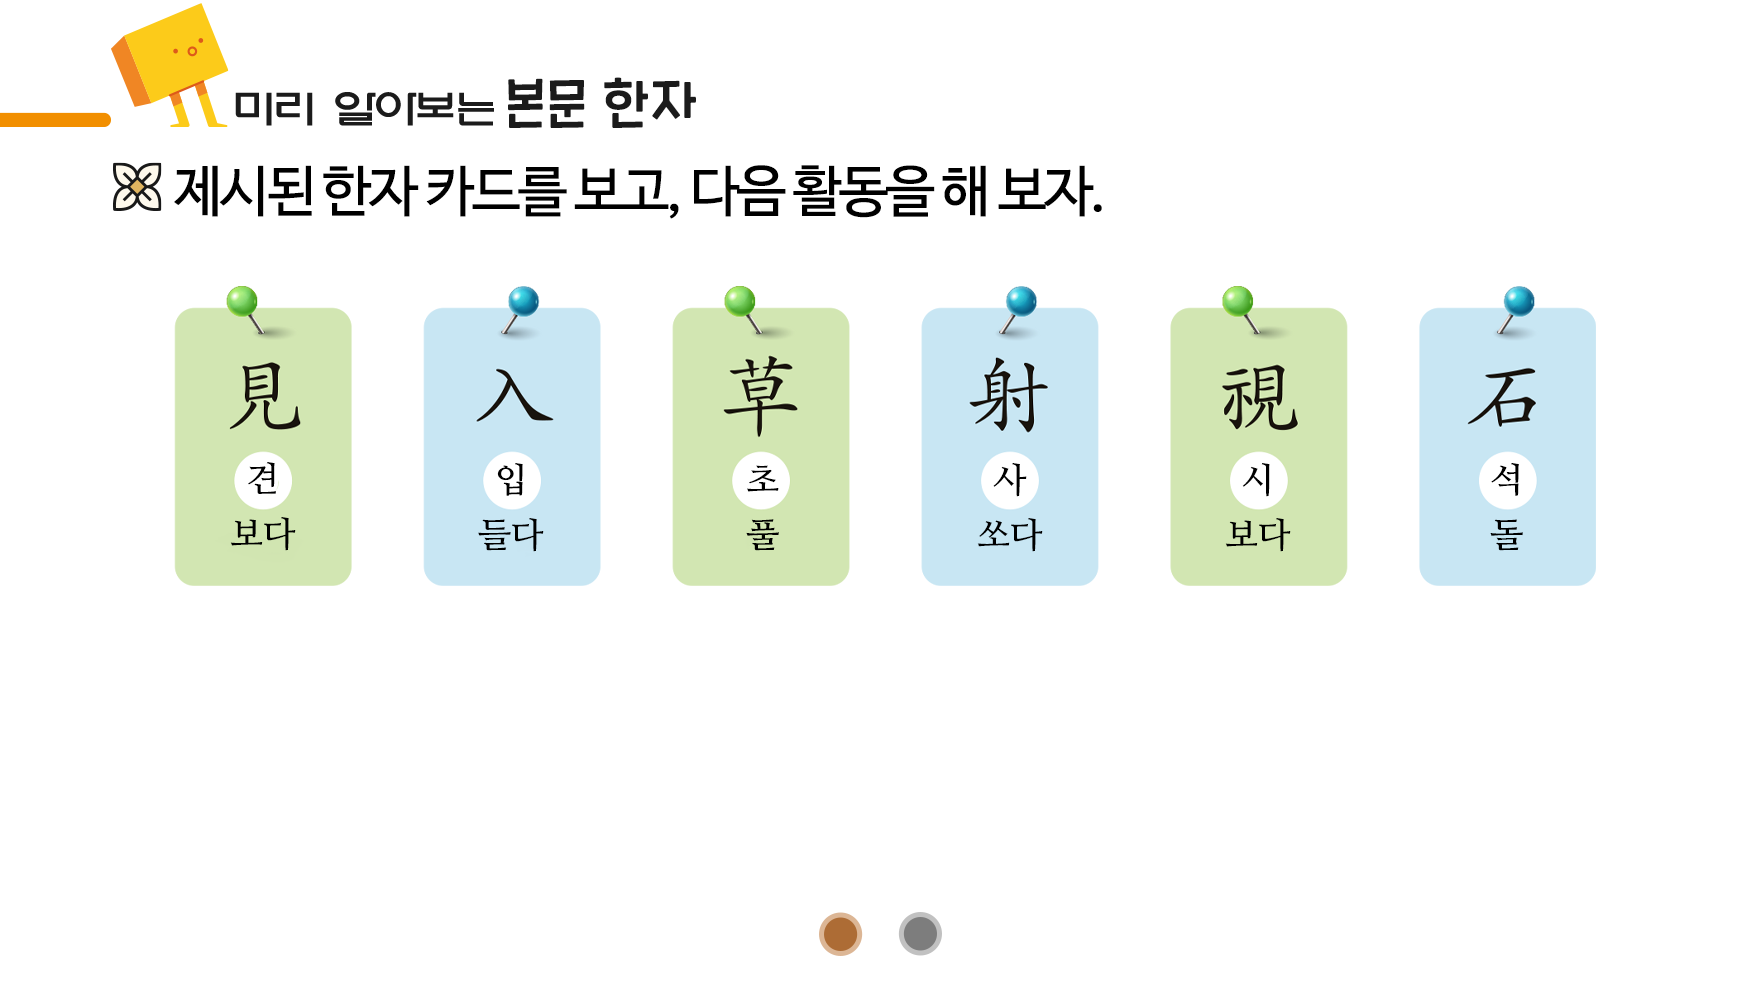 미리 알아보는 본문 한자
제시된 한자 카드를 보고, 다음 활동을 해 보자.
見 入 草 射 視 石
견 입 초 사 시 석
보다 들다 풀 쏘다 보다 돌